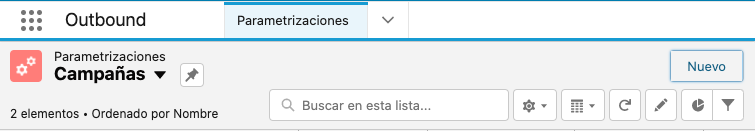 Outbound
Parametrizaciones
Parametrizaciones
Campañas
Nuevo
2 elementos • Ordenado por Nombre
Buscar en esta lista...